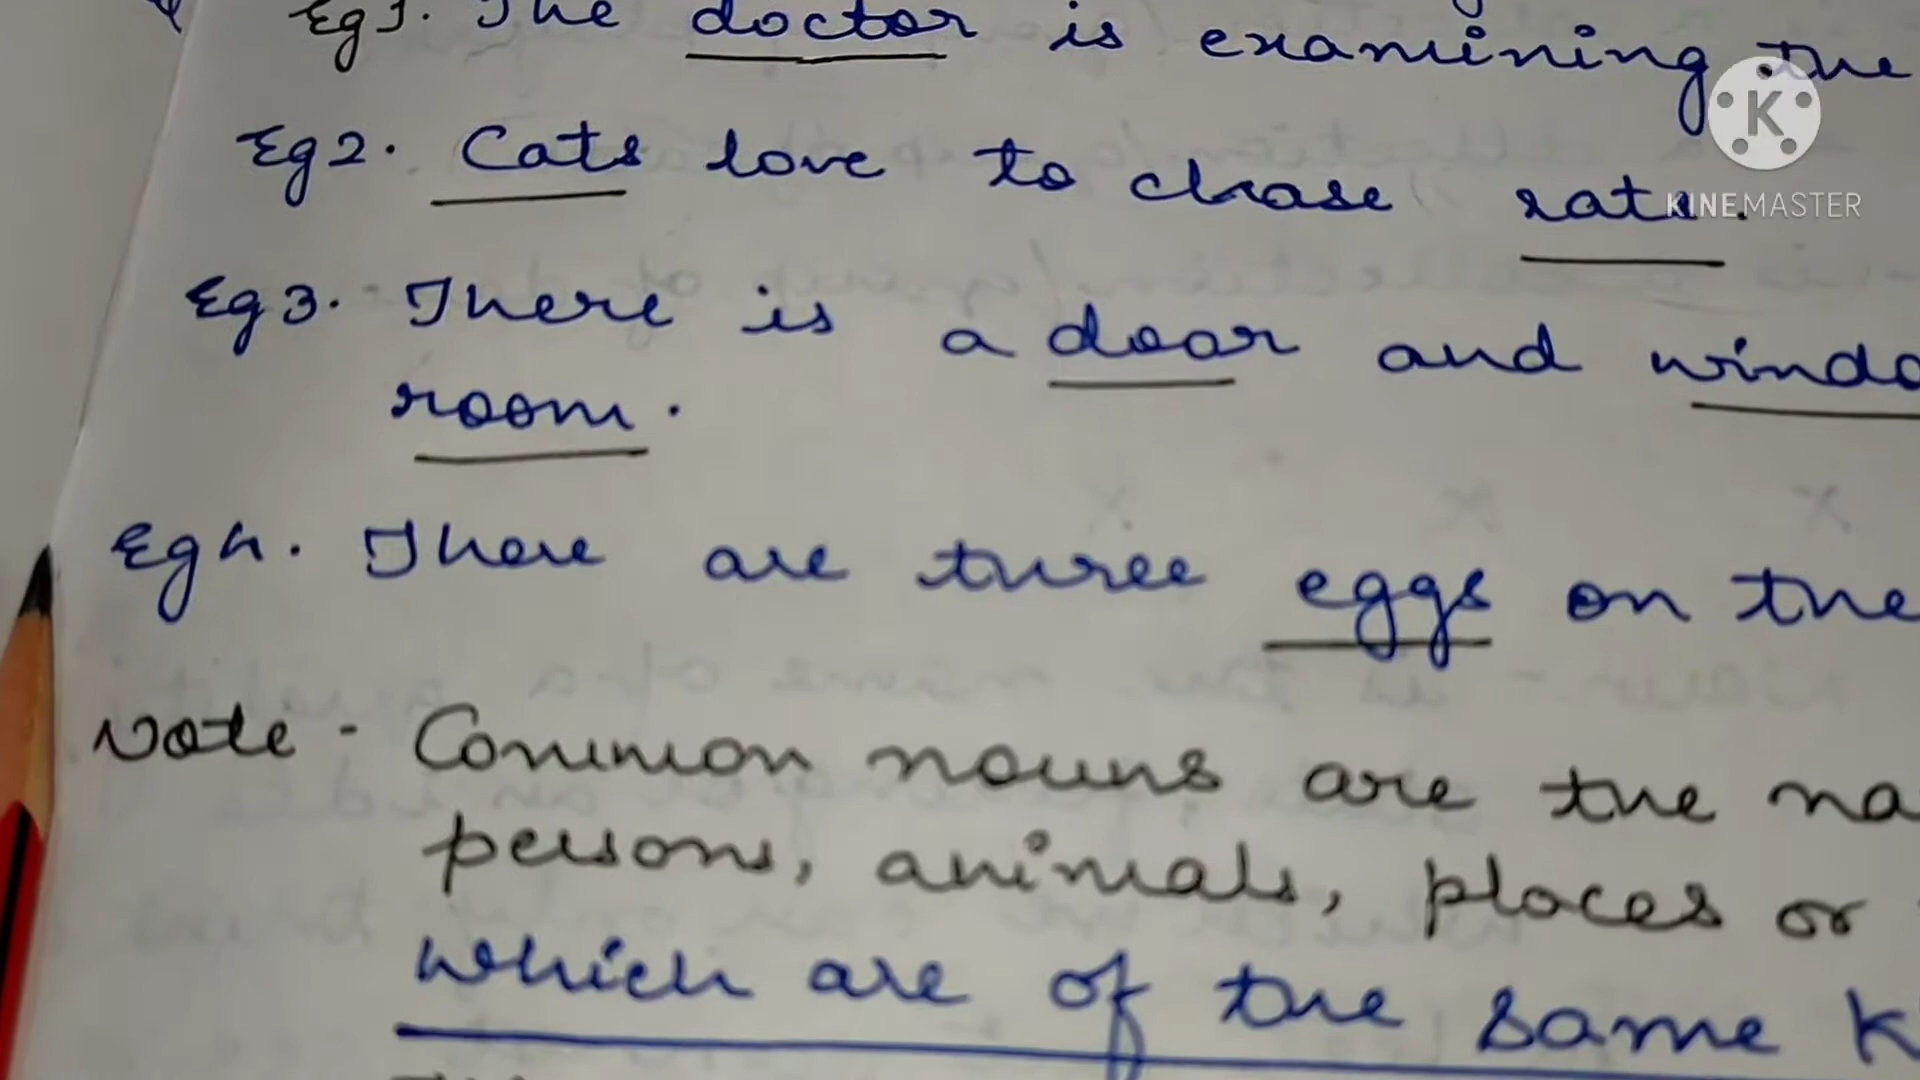 Eg1. The doctor is examining the
Eg2. Cats love to chase rats.
Eg3. There is a door and windo
room.
Eg4. There are three eggs on the
Note - Common nouns are the na
persons, animals, places or
which are of the same k
K
KINEMASTER